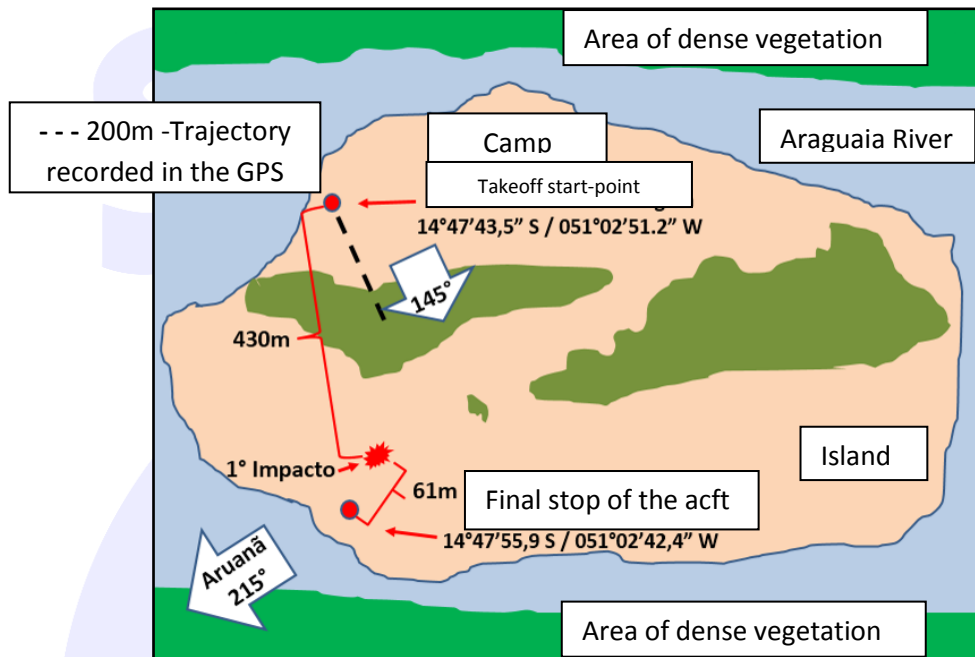 Area of dense vegetation
- - - 200m -Trajectory
recorded in the GPS
Camp
Araguaia River
Takeoff start-point
14°47'43,5” S / 051°02'51.2” W
145°
430m
1° Impacto
61m
Island
Final stop of the acft
14°47'55,9 S / 051°02'42,4” W
Aruanã
215°
Area of dense vegetation